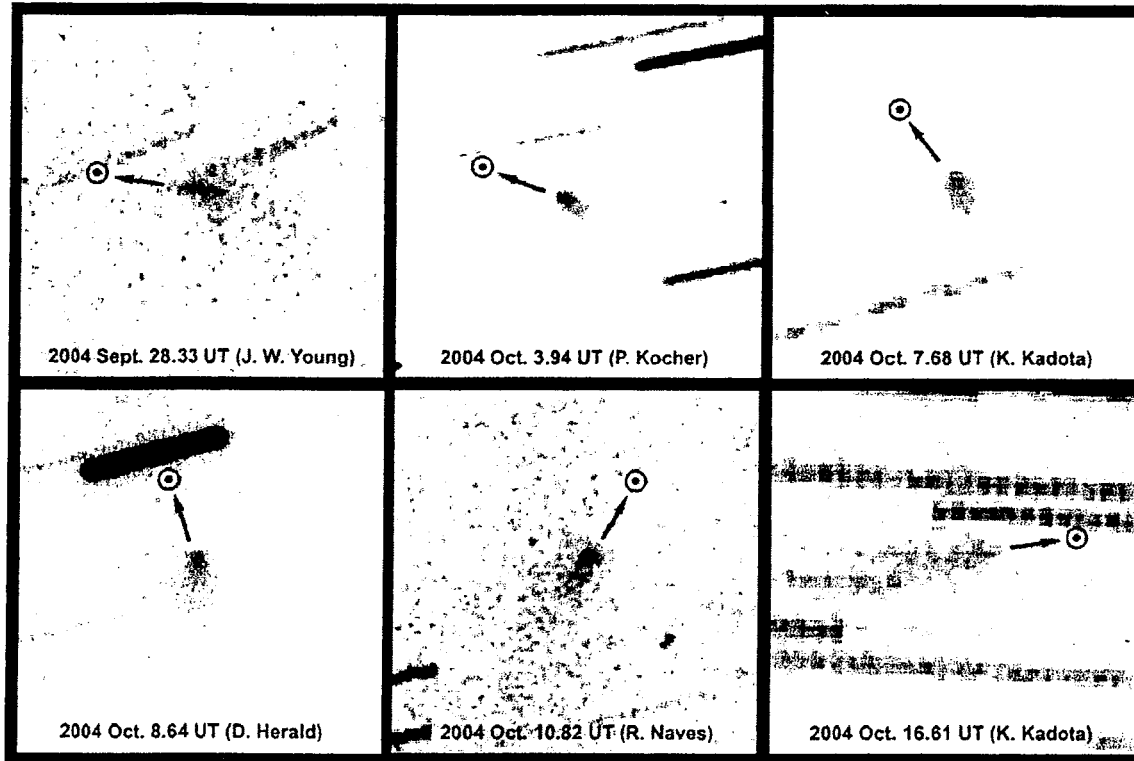 2004 Sept. 28.33 UT (J. W. Young)
2004 Oct. 3.94 UT (P. Kocher)
2004 Oct. 7.68 UT (K. Kadota)
2004 Oct. 8.64 UT (D. Herald)
2004 Oct. 10.82 UT (R. Naves)
2004 Oct. 16.61 UT (K. Kadota)